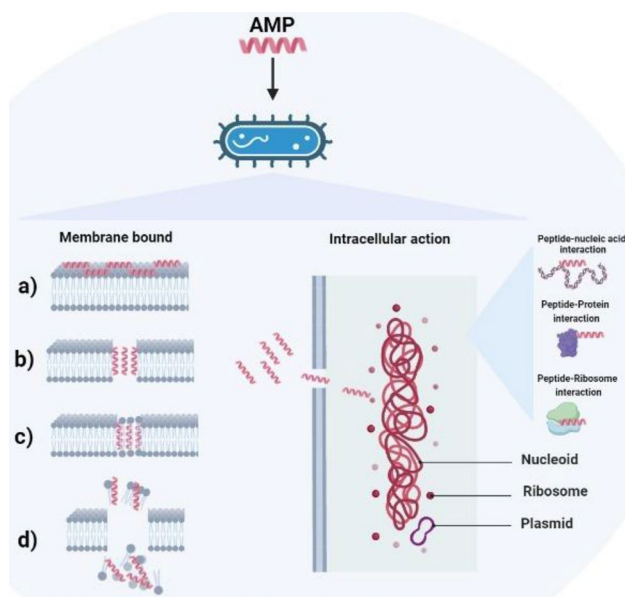 AMP
Membrane bound
Intracellular action
a)
b)
c)
d)
Peptide-nucleic acid
interaction
Peptide-Protein
interaction
Peptide-Ribosome
interaction
Nucleoid
Ribosome
Plasmid